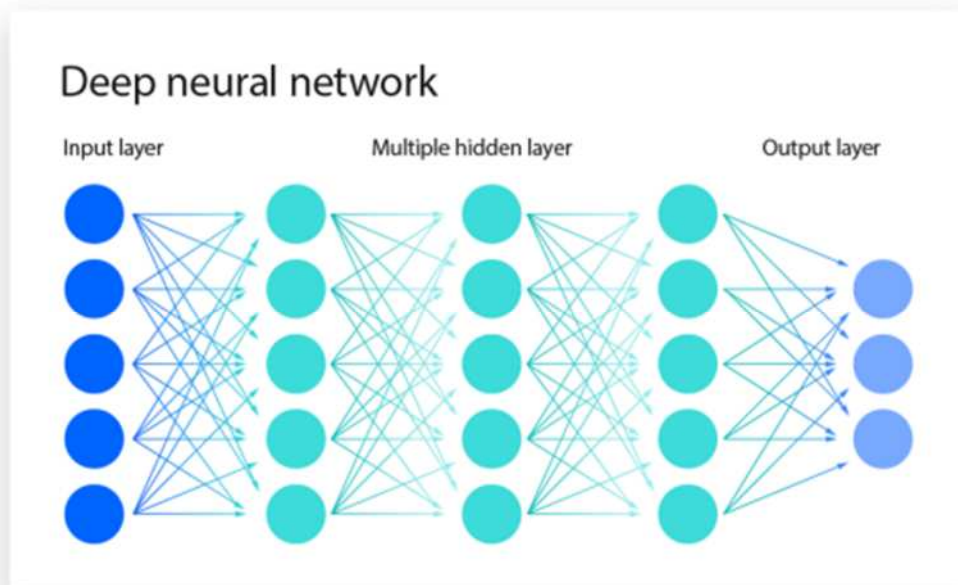 Deep neural network
Input layer
Multiple hidden layer
Output layer